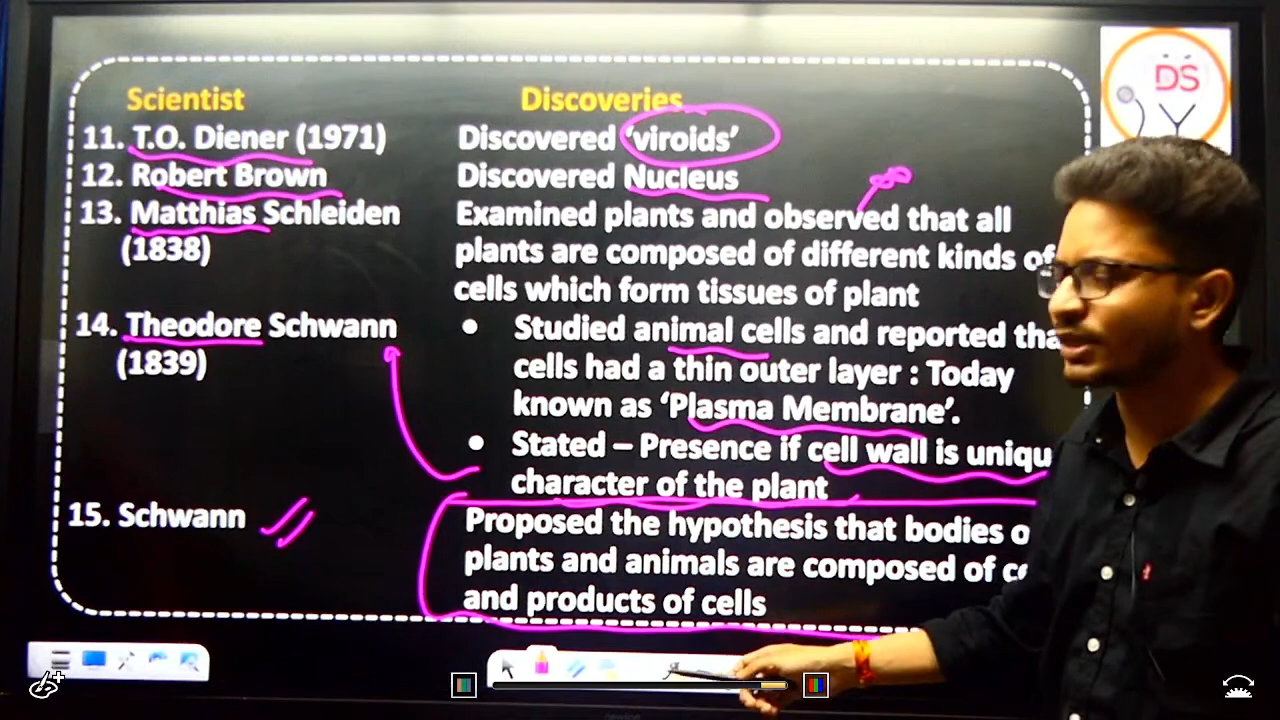 DS
Scientist Discoveries
11. T.O. Diener (1971) Discovered ‘viroids’
12. Robert Brown Discovered Nucleus
13. Matthias Schleiden Examined plants and observed that all
(1838) plants are composed of different kinds of
cells which form tissues of plant
14. Theodore Schwann • Studied animal cells and reported tha
(1839) cells had a thin outer layer : Today
known as ‘Plasma Membrane’.
• Stated – Presence if cell wall is uniqu
character of the plant
15. Schwann Proposed the hypothesis that bodies o
plants and animals are composed of ce
and products of cells